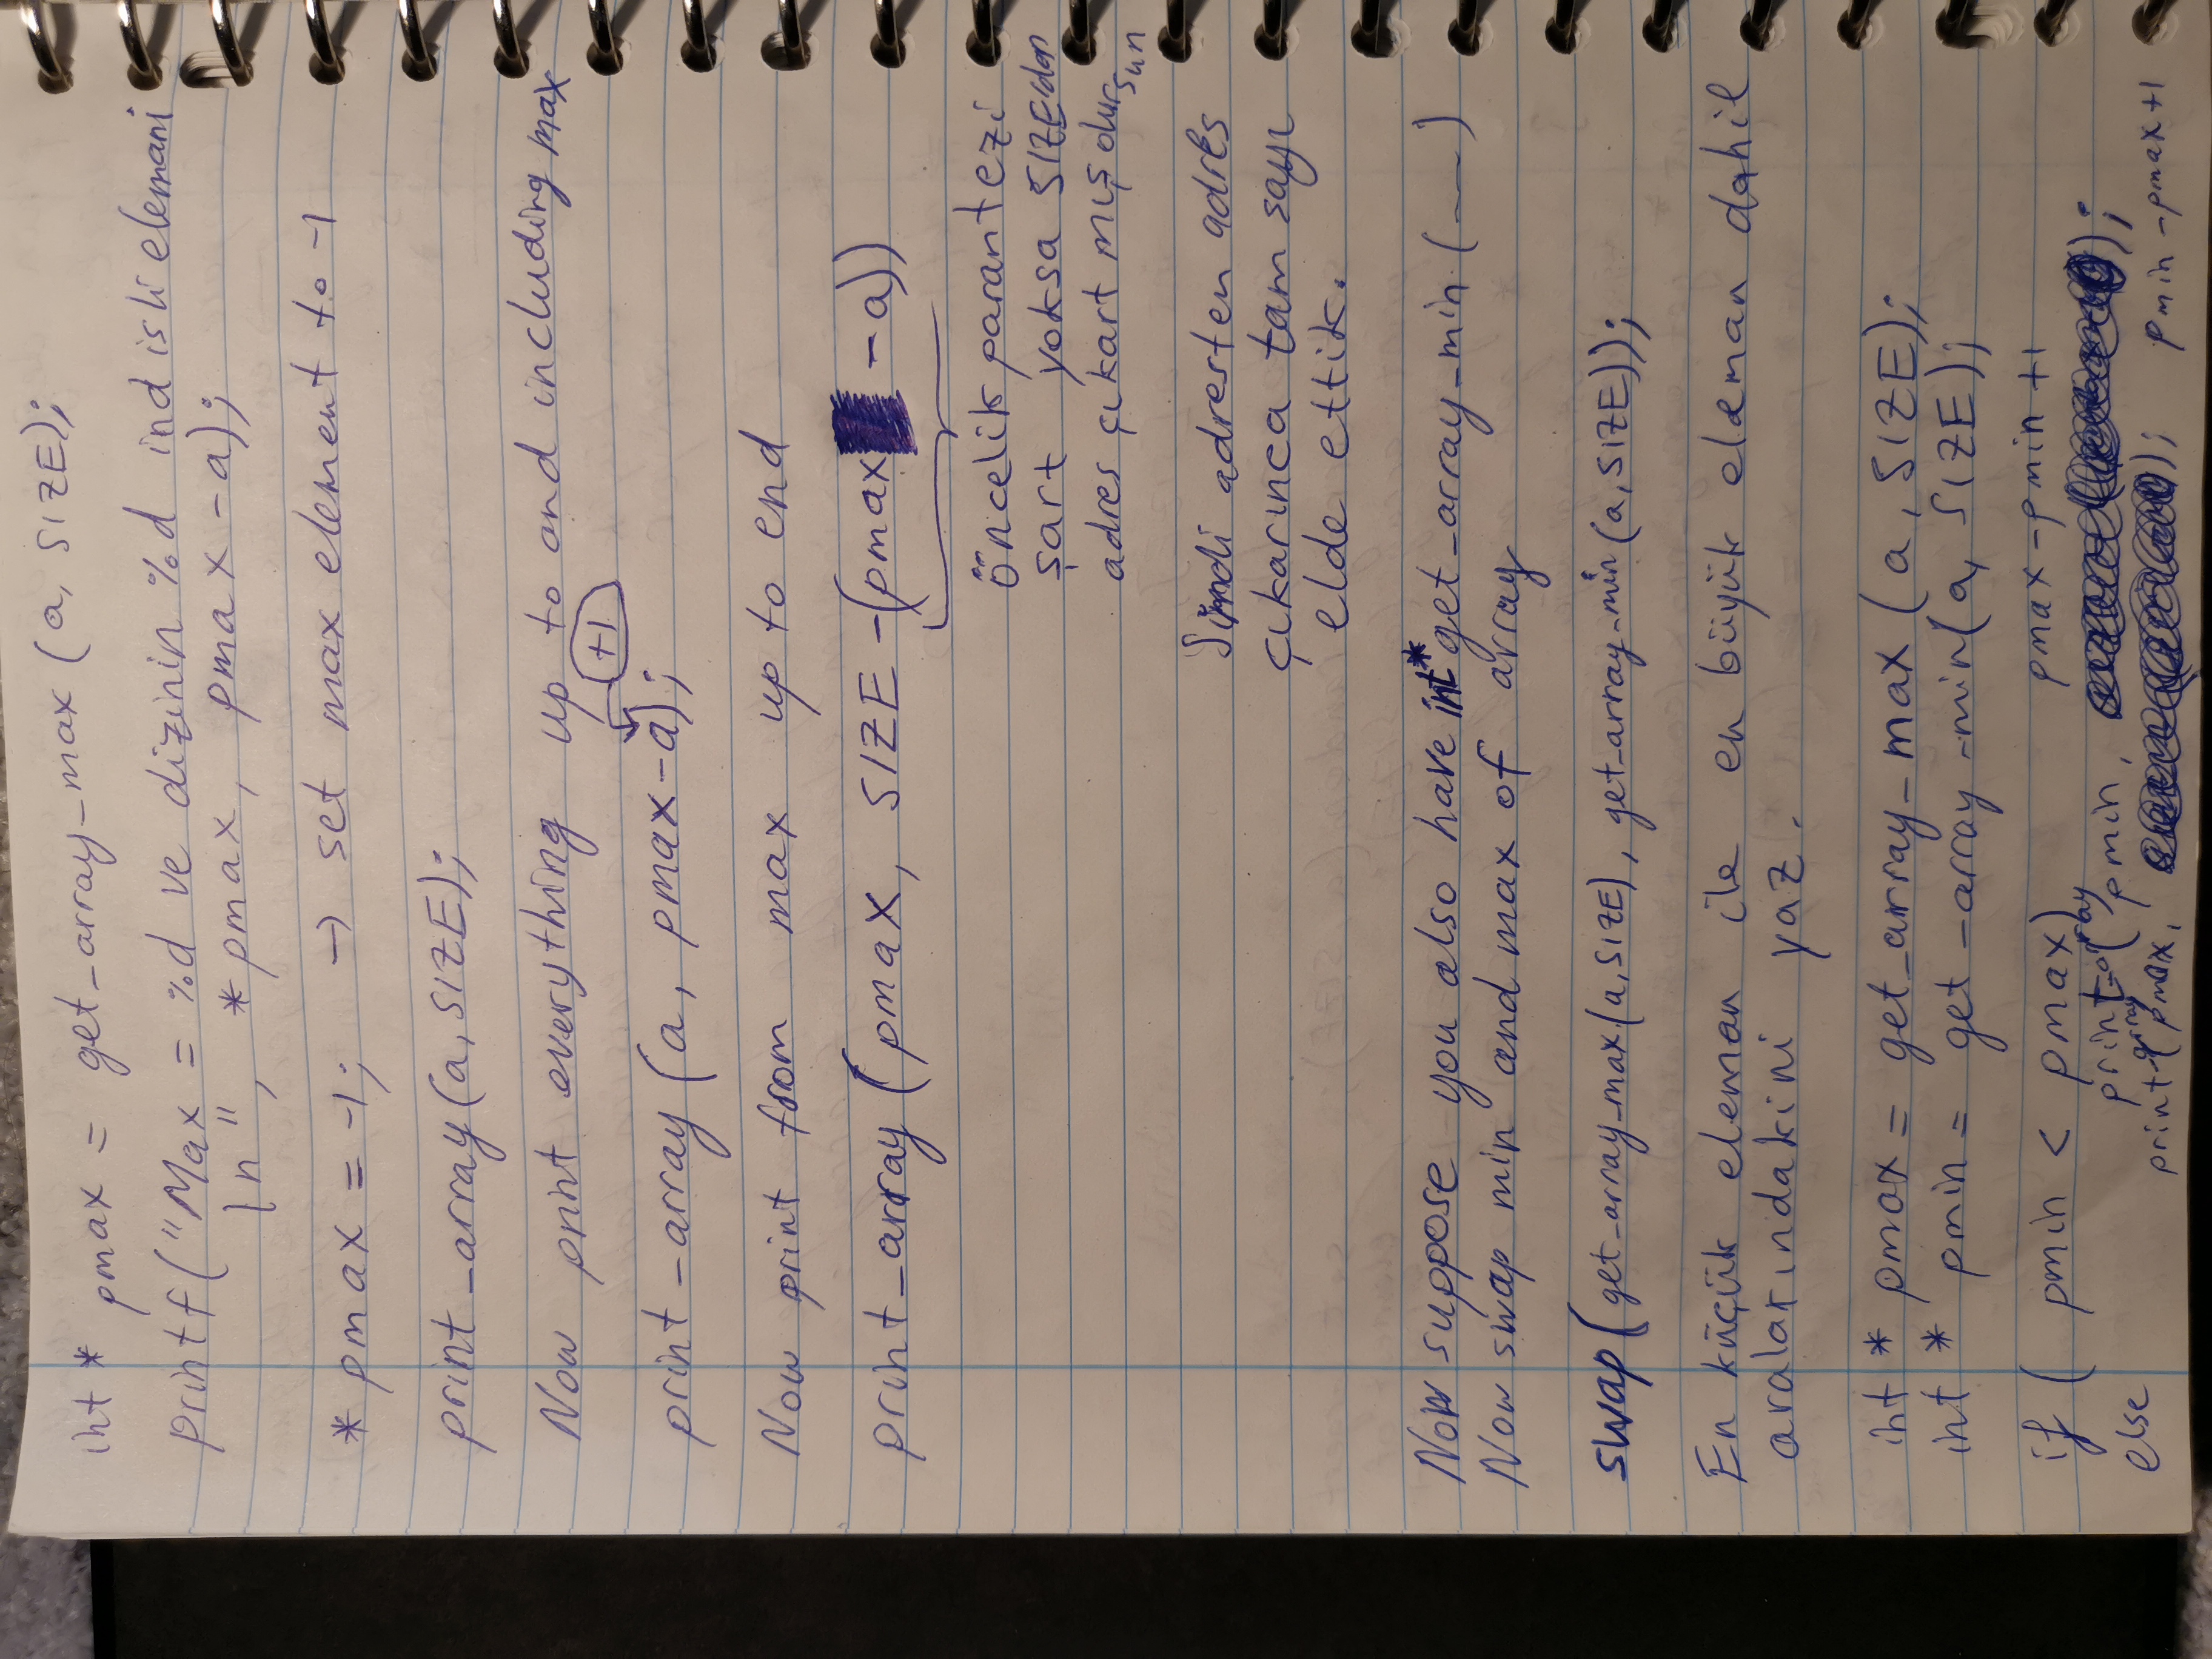 int * pmax = get_array_max (a, SIZE);
printf("Max = %d ve dizinin %d indisli elemani
\n", *pmax, pmax -a);
* pmax = -1; → set max element to -1
print_array(a, SIZE);
Now print everything up to and including max
+1
print_array (a, pmax-a);
Now print from max up to end
print_array (pmax, SIZE -(pmax -a))
öncelik parantezi
şart yoksa SIZE'dan
adres çıkartmış olursun
Şimdi adresten adres
çıkarınca tam sayı
elde ettik.
Now suppose you also have int* get_array_min (__)
Now swap min and max of array
swap(get_array_max(a,SIZE), get_array_min(a,SIZE));
En küçük eleman ile en büyük eleman dahil
aralarındakini yaz.
int * pmax = get_array_max (a, SIZE);
int * pmin = get_array_min(a, SIZE);
if ( pmin < pmax) pmax-pmin +1
print_array( pmin, );
else
print_array( pmax, ); pmin -pmax+1